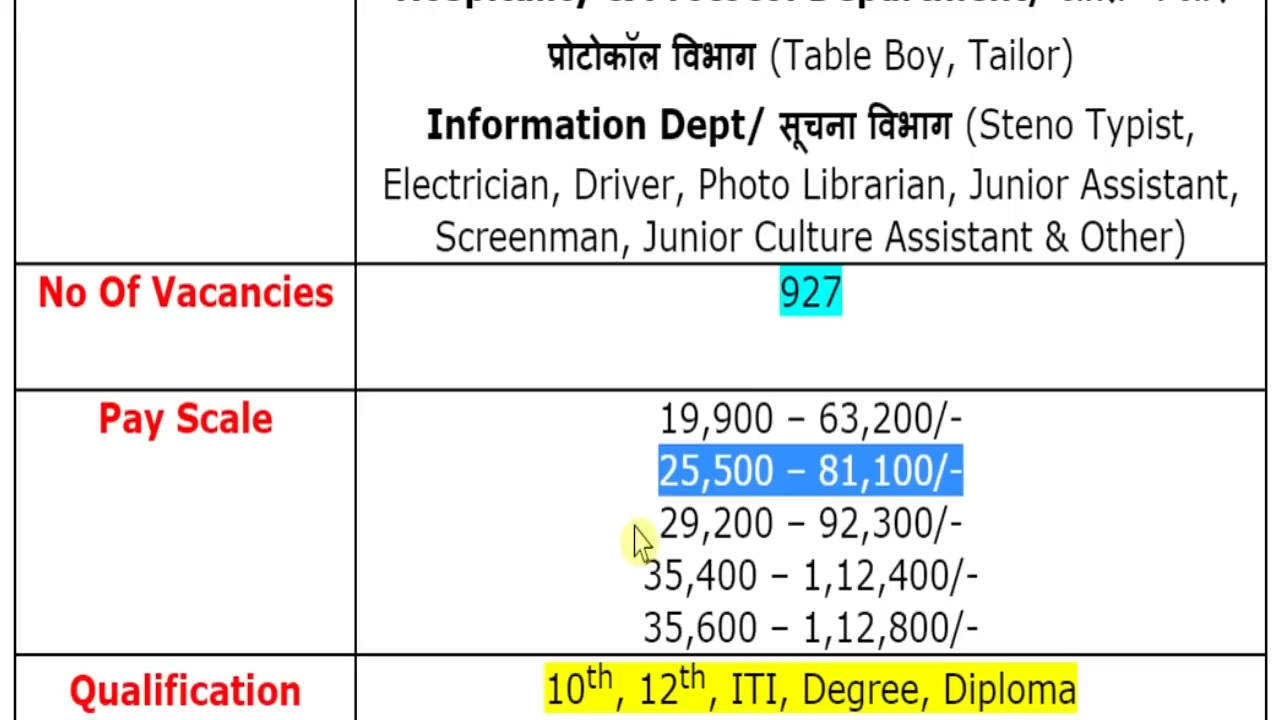 प्रोटोकॉल विभाग (Table Boy, Tailor)
Information Dept/ सूचना विभाग (Steno Typist,
Electrician, Driver, Photo Librarian, Junior Assistant,
Screenman, Junior Culture Assistant & Other)
No Of Vacancies
927
Pay Scale
19,900 – 63,200/-
25,500 – 81,100/-
29,200 – 92,300/-
35,400 – 1,12,400/-
35,600 – 1,12,800/-
Qualification
10th, 12th, ITI, Degree, Diploma